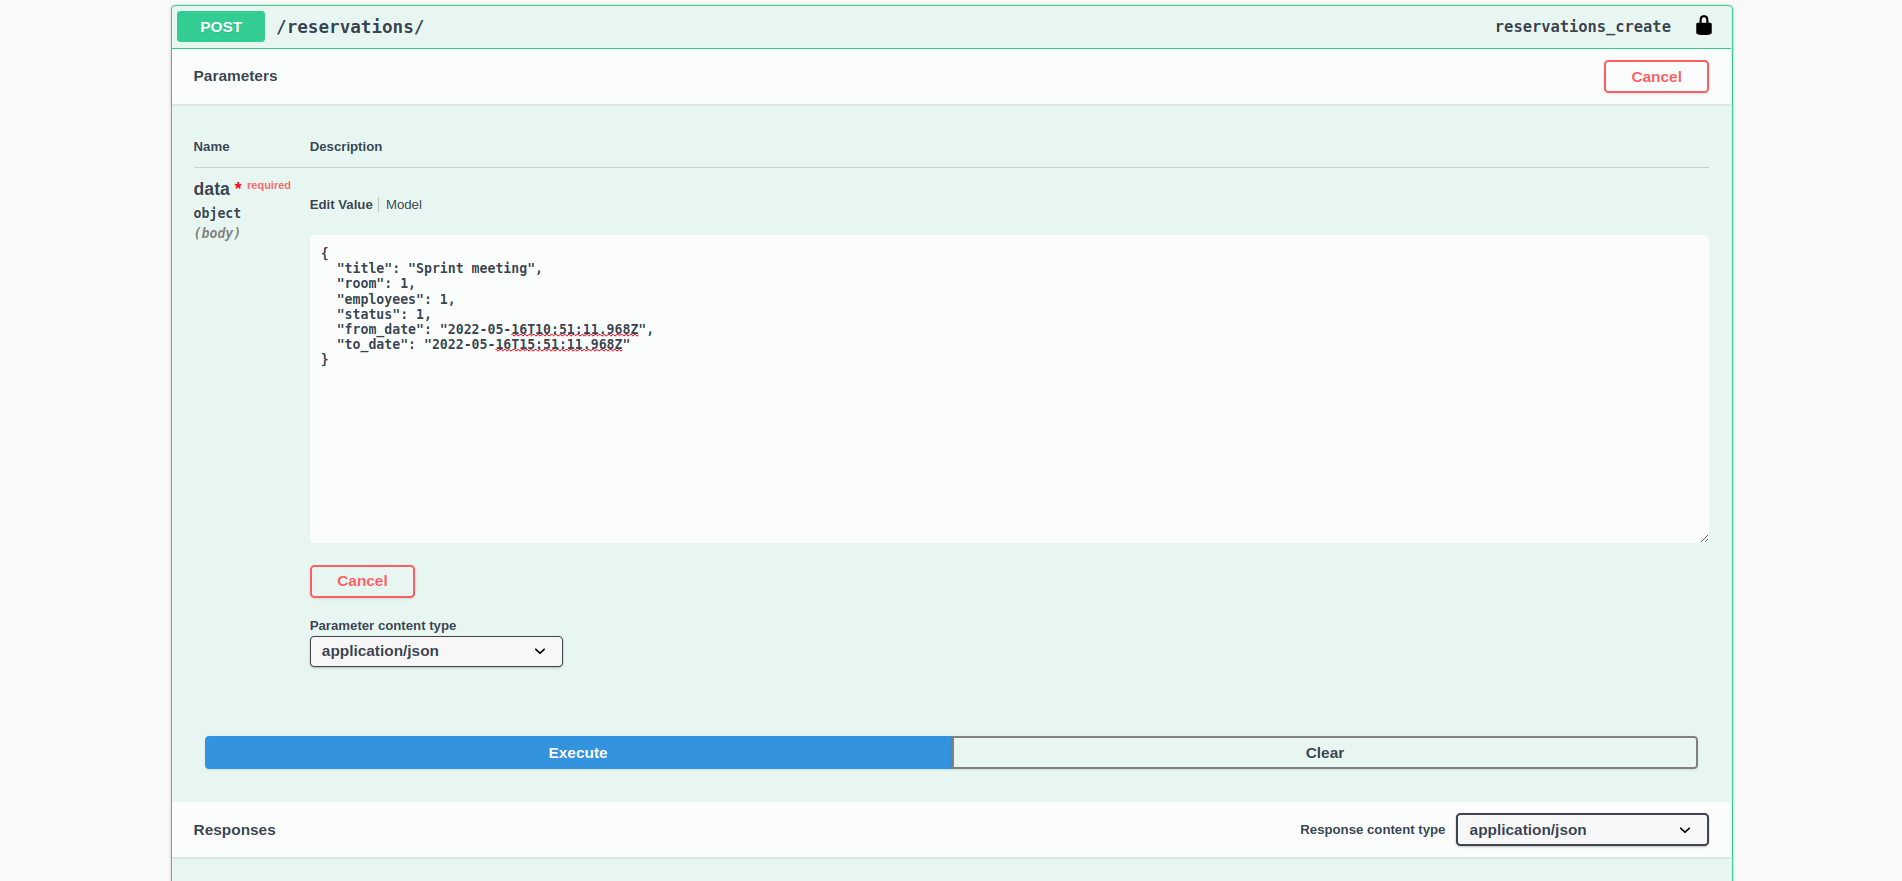 POST /reservations/ reservations_create
Parameters Cancel
Name Description
data * required
object
(body)
Edit Value Model
{
  "title": "Sprint meeting",
  "room": 1,
  "employees": 1,
  "status": 1,
  "from_date": "2022-05-16T10:51:11.968Z",
  "to_date": "2022-05-16T15:51:11.968Z"
}
Cancel
Parameter content type
application/json
Execute Clear
Responses Response content type application/json